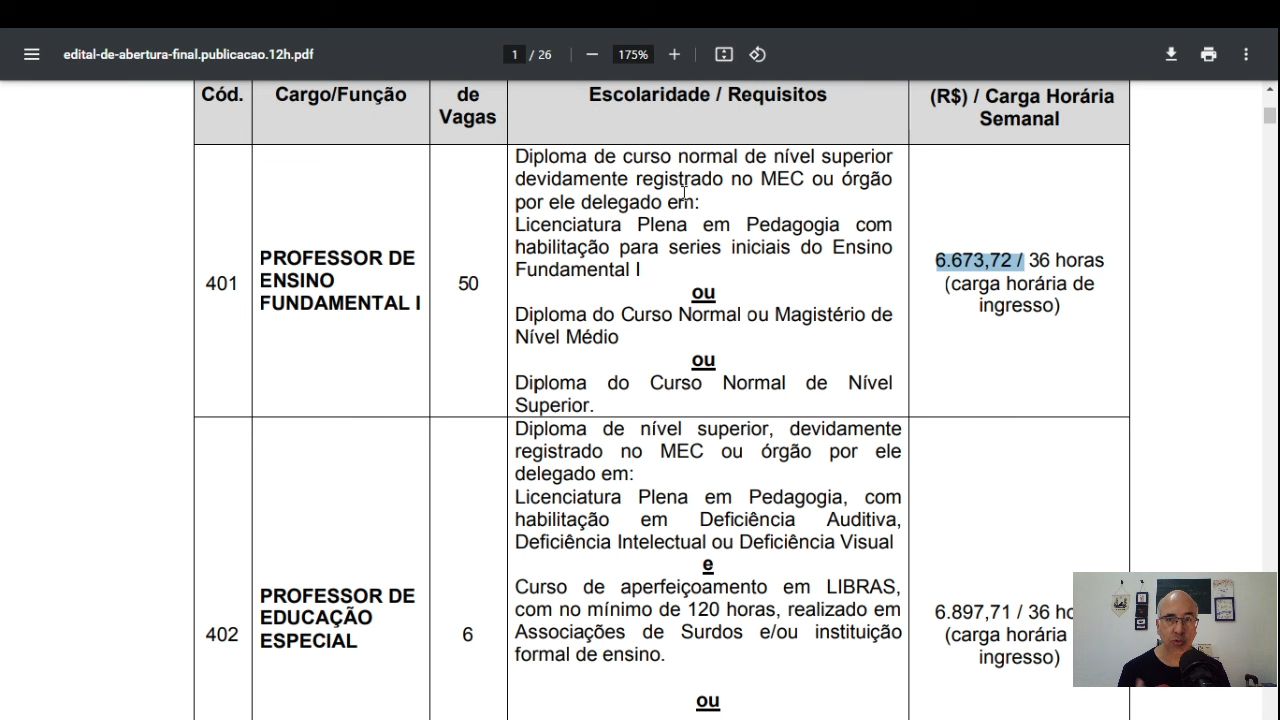 edital-de-abertura-final.publicacao.12h.pdf
1 / 26
175%
Cód.
Cargo/Função
de
Vagas
Escolaridade / Requisitos
(R$) / Carga Horária
Semanal
401
PROFESSOR DE
ENSINO
FUNDAMENTAL I
50
Diploma de curso normal de nível superior
devidamente registrado no MEC ou órgão
por ele delegado em:
Licenciatura Plena em Pedagogia com
habilitação para series iniciais do Ensino
Fundamental I
ou
Diploma do Curso Normal ou Magistério de
Nível Médio
ou
Diploma do Curso Normal de Nível
Superior.
6.673,72 / 36 horas
(carga horária de
ingresso)
402
PROFESSOR DE
EDUCAÇÃO
ESPECIAL
6
Diploma de nível superior, devidamente
registrado no MEC ou órgão por ele
delegado em:
Licenciatura Plena em Pedagogia, com
habilitação em Deficiência Auditiva,
Deficiência Intelectual ou Deficiência Visual
e
Curso de aperfeiçoamento em LIBRAS,
com no mínimo de 120 horas, realizado em
Associações de Surdos e/ou instituição
formal de ensino.
ou
6.897,71 / 36 ho
(carga horária
ingresso)